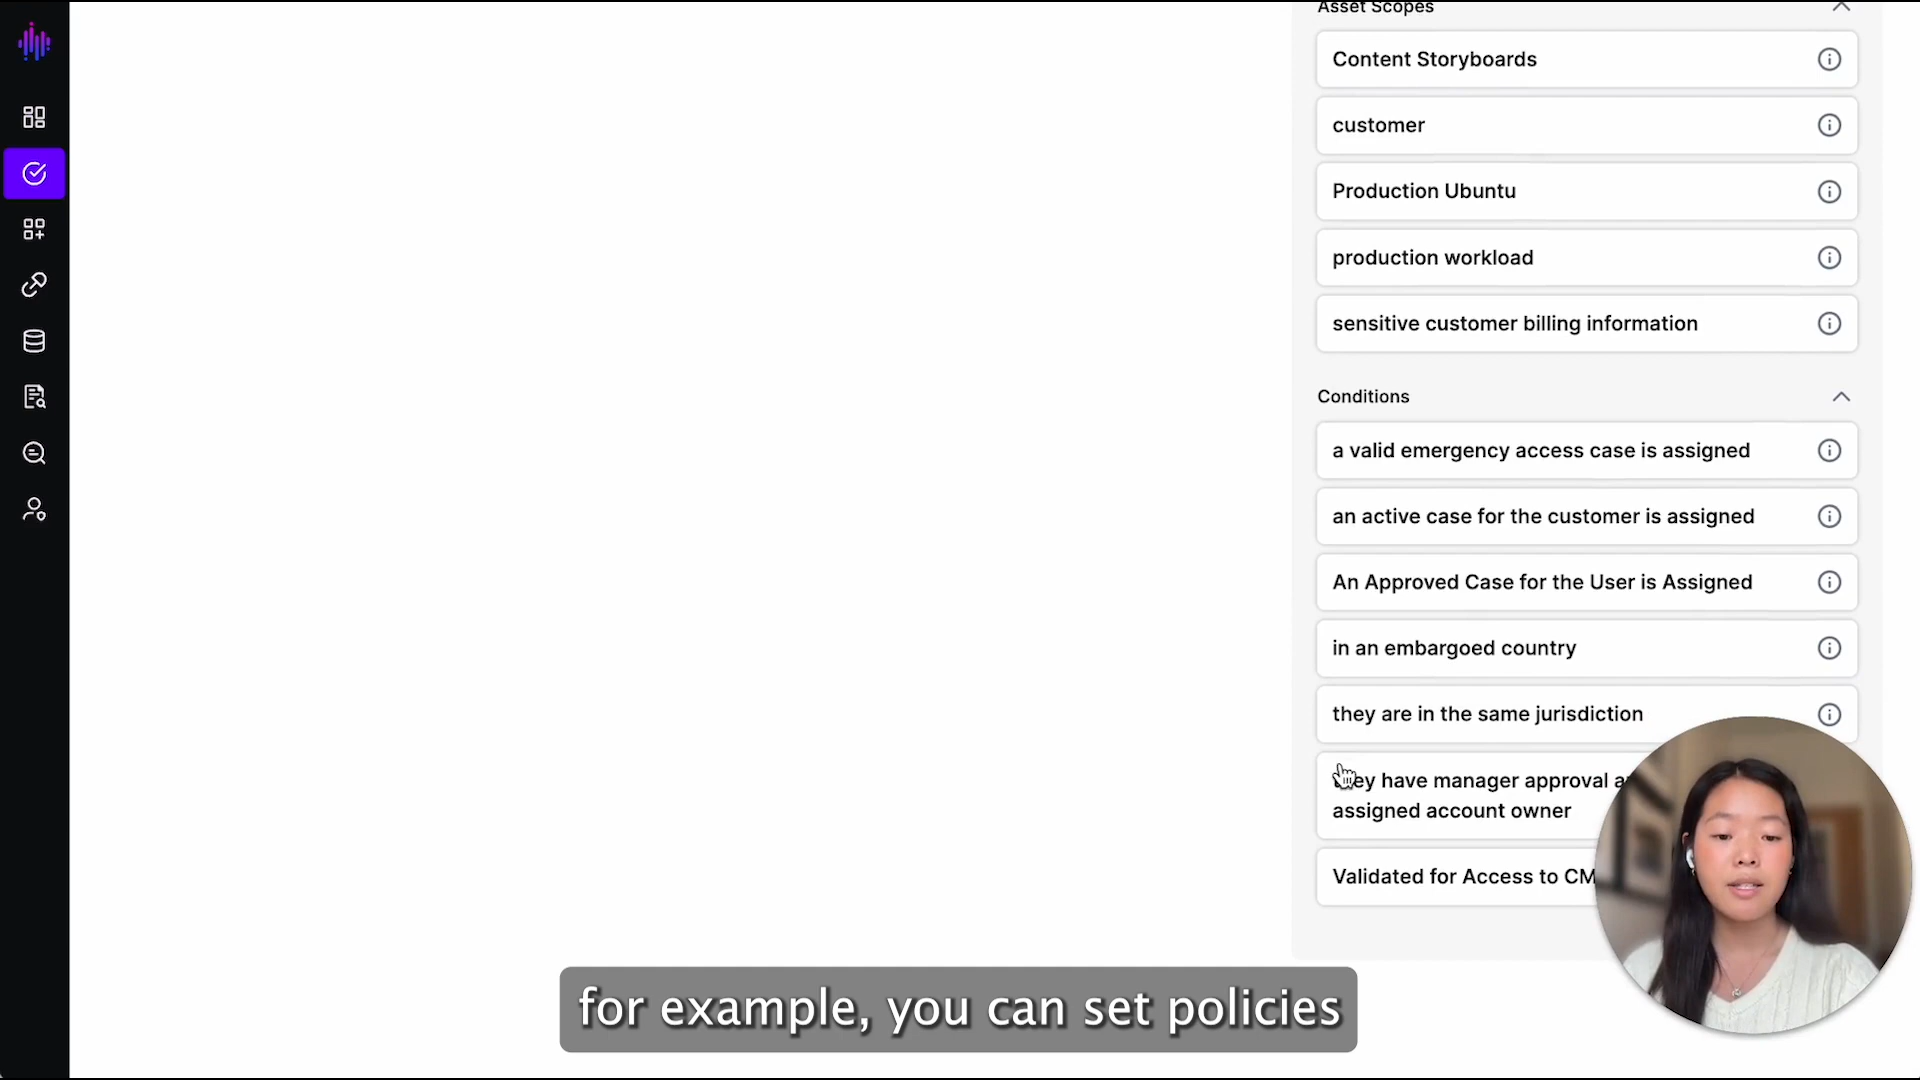 Asset Scopes
Content Storyboards
customer
Production Ubuntu
production workload
sensitive customer billing information
Conditions
a valid emergency access case is assigned
an active case for the customer is assigned
An Approved Case for the User is Assigned
in an embargoed country
they are in the same jurisdiction
they have manager approval
assigned account owner
Validated for Access to
for example, you can set policies